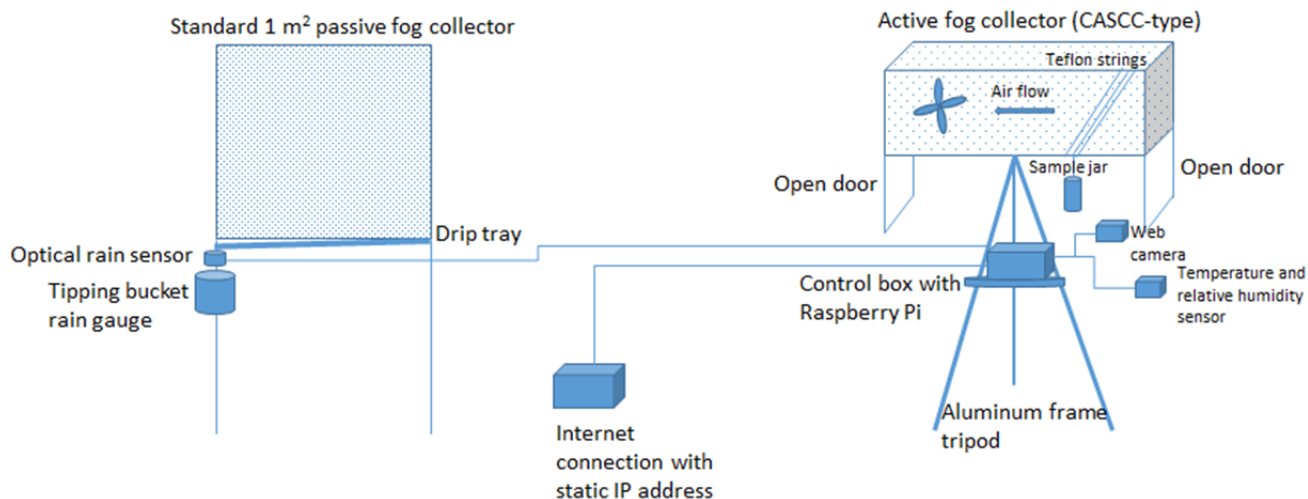 Standard 1 m² passive fog collector
Active fog collector (CASCC-type)
Teflon strings
Air flow
Open door
Sample jar
Open door
Drip tray
Optical rain sensor
Tipping bucket
rain gauge
Web
camera
Control box with
Raspberry Pi
Temperature and
relative humidity
sensor
Aluminum frame
tripod
Internet
connection with
static IP address